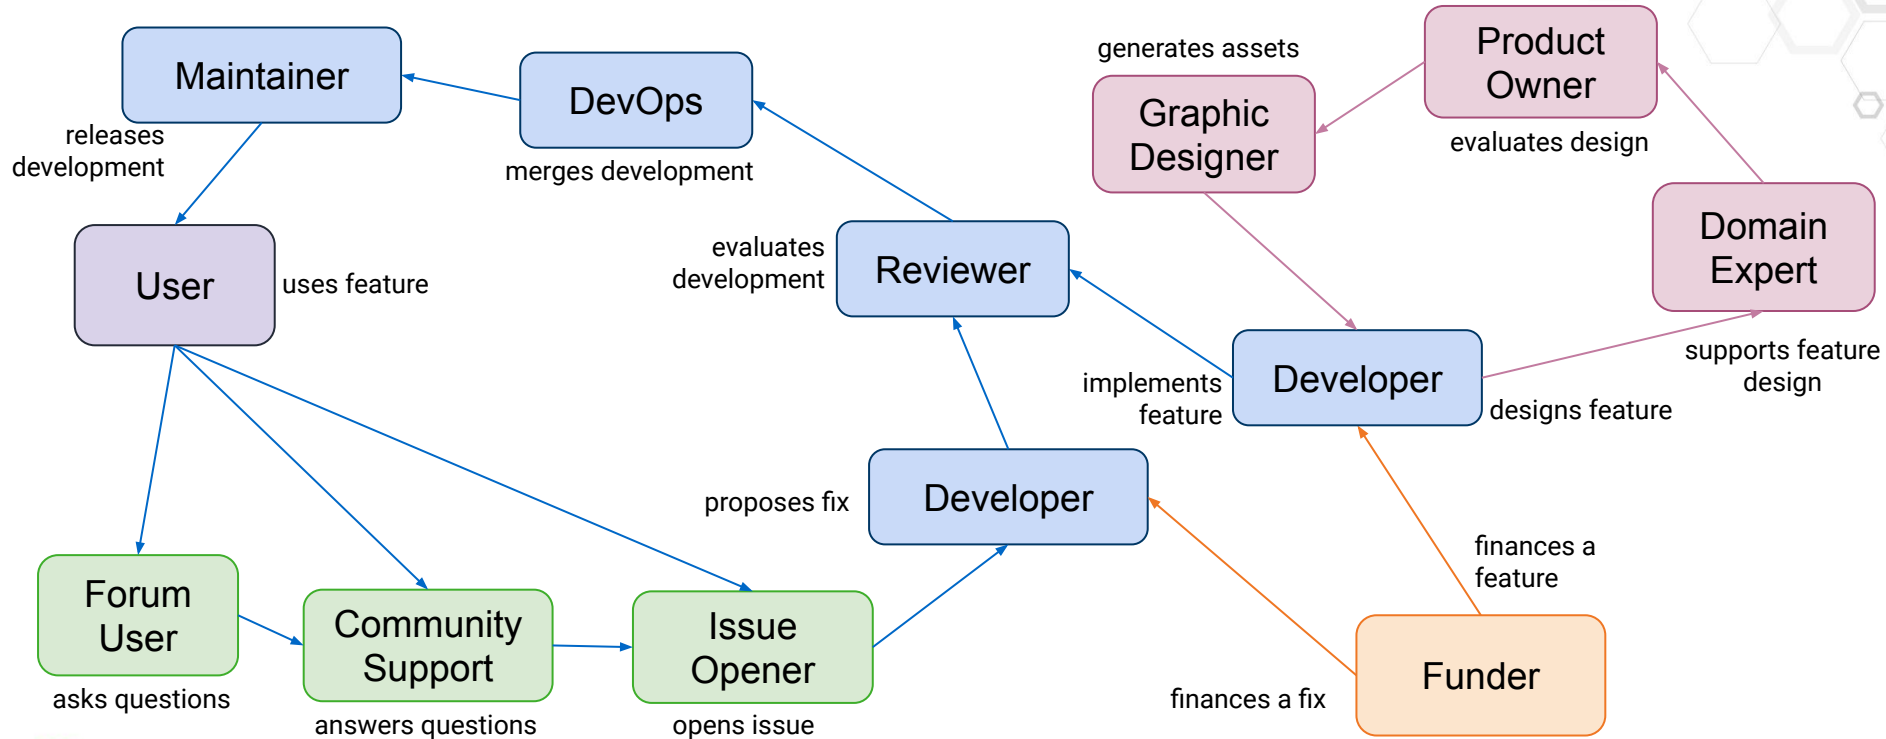 Maintainer
releases
development
DevOps
merges development
generates assets
Graphic
Designer
Product
Owner
evaluates design
Domain
Expert
supports feature
design
User
uses feature
evaluates
development
Reviewer
implements
feature
Developer
designs feature
proposes fix
Developer
finances a
feature
Forum
User
asks questions
Community
Support
answers questions
Issue
Opener
opens issue
finances a fix
Funder